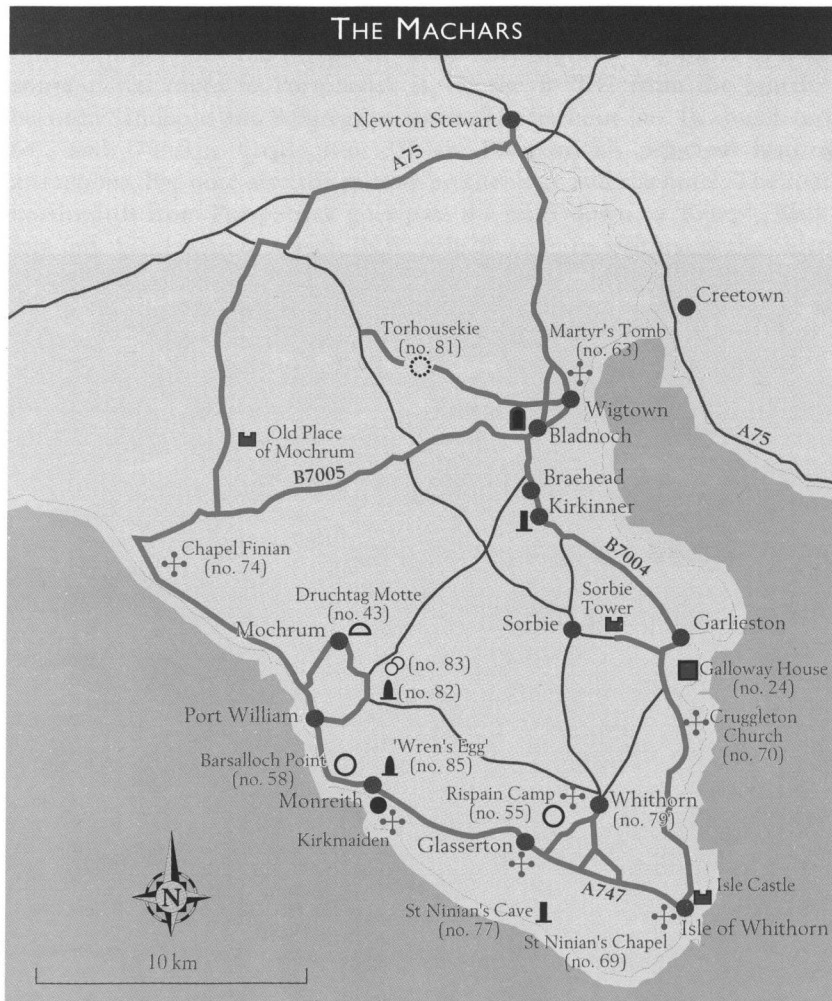 THE MACHARS
Newton Stewart
A75
Creetown
Torhousekie
(no. 81)
Martyr's Tomb
(no. 63)
Wigtown
Bladnoch
A75
Old Place
of Mochrum
B7005
Braehead
Kirkinner
Chapel Finian
(no. 74)
B7004
Druchtag Motte
(no. 43)
Sorbie
Tower
Mochrum
Sorbie
Garlieston
(no. 83)
(no. 82)
Galloway House
(no. 24)
Port William
Cruggleton
Church
(no. 70)
Barsalloch Point
(no. 58)
'Wren's Egg'
(no. 85)
Rispain Camp
(no. 55)
Whithorn
(no. 79)
Monreith
Kirkmaiden
Glasserton
A747
Isle Castle
N
St Ninian's Cave
(no. 77)
St Ninian's Chapel
(no. 69)
Isle of Whithorn
10 km